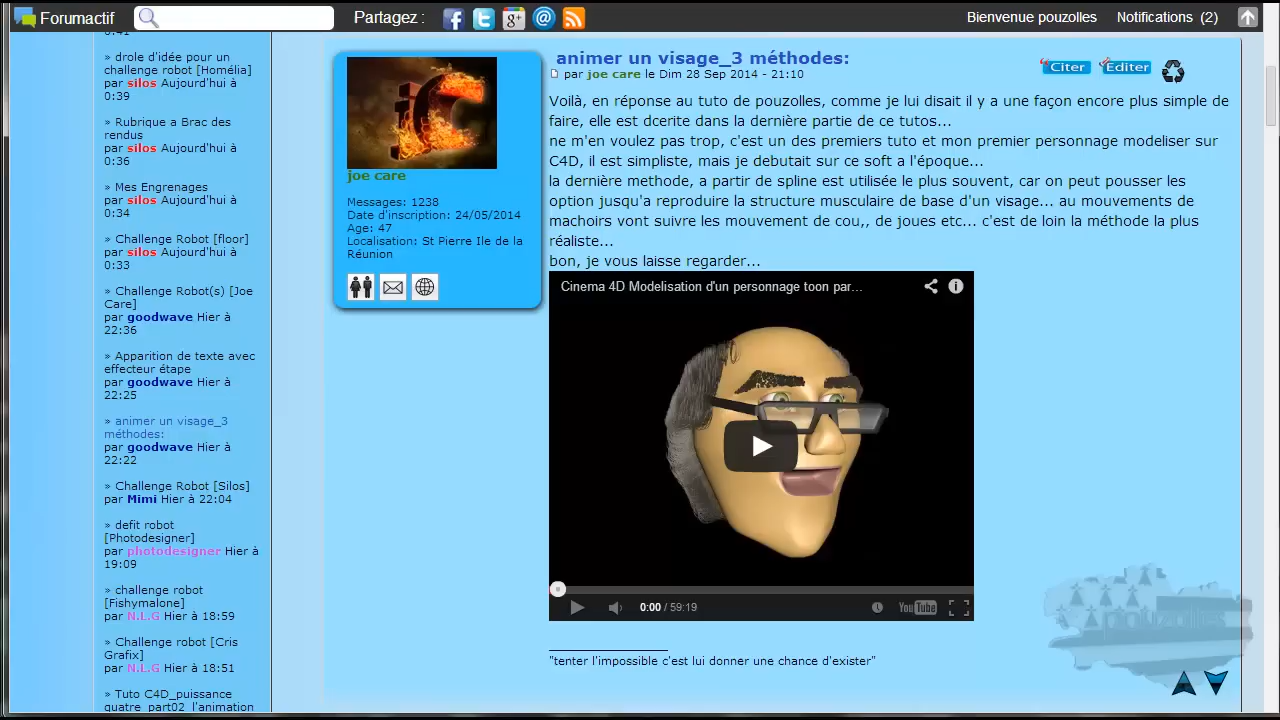 Forumactif
Partagez :
Bienvenue pouzolles
Notifications (2)
0:41
» drole d'idée pour un
challenge robot [Homélia]
par silos Aujourd'hui à
0:39
» Rubrique a Brac des
rendus
par silos Aujourd'hui à
0:36
» Mes Engrenages
par silos Aujourd'hui à
0:34
» Challenge Robot [floor]
par silos Aujourd'hui à
0:33
» Challenge Robot(s) [Joe
Care]
par goodwave Hier à
22:36
» Apparition de texte avec
effecteur étape
par goodwave Hier à
22:25
» animer un visage_3
méthodes:
par goodwave Hier à
22:22
» Challenge Robot [Silos]
par Mimi Hier à 22:04
» defit robot
[Photodesigner]
par photodesigner Hier à
19:09
» challenge robot
[Fishymalone]
par N.L.G Hier à 18:59
» Challenge robot [Cris
Grafix]
par N.L.G Hier à 18:51
» Tuto C4D_puissance
quatre_part02_l'animation
joe care
Messages: 1238
Date d'inscription: 24/05/2014
Age: 47
Localisation: St Pierre Ile de la
Réunion
animer un visage_3 méthodes:
par joe care le Dim 28 Sep 2014 - 21:10
Citer
Editer
Voilà, en réponse au tuto de pouzolles, comme je lui disait il y a une façon encore plus simple de
faire, elle est dcerite dans la dernière partie de ce tutos...
ne m'en voulez pas trop, c'est un des premiers tuto et mon premier personnage modeliser sur
C4D, il est simpliste, mais je debutait sur ce soft a l'époque...
la dernière methode, a partir de spline est utilisée le plus souvent, car on peut pousser les
option jusqu'a reproduire la structure musculaire de base d'un visage... au mouvements de
machoirs vont suivre les mouvement de cou,, de joues etc... c'est de loin la méthode la plus
réaliste...
bon, je vous laisse regarder...
Cinema 4D Modelisation d'un personnage toon par...
0:00 / 59:19
YouTube
pouzolles
"tenter l'impossible c'est lui donner une chance d'exister"